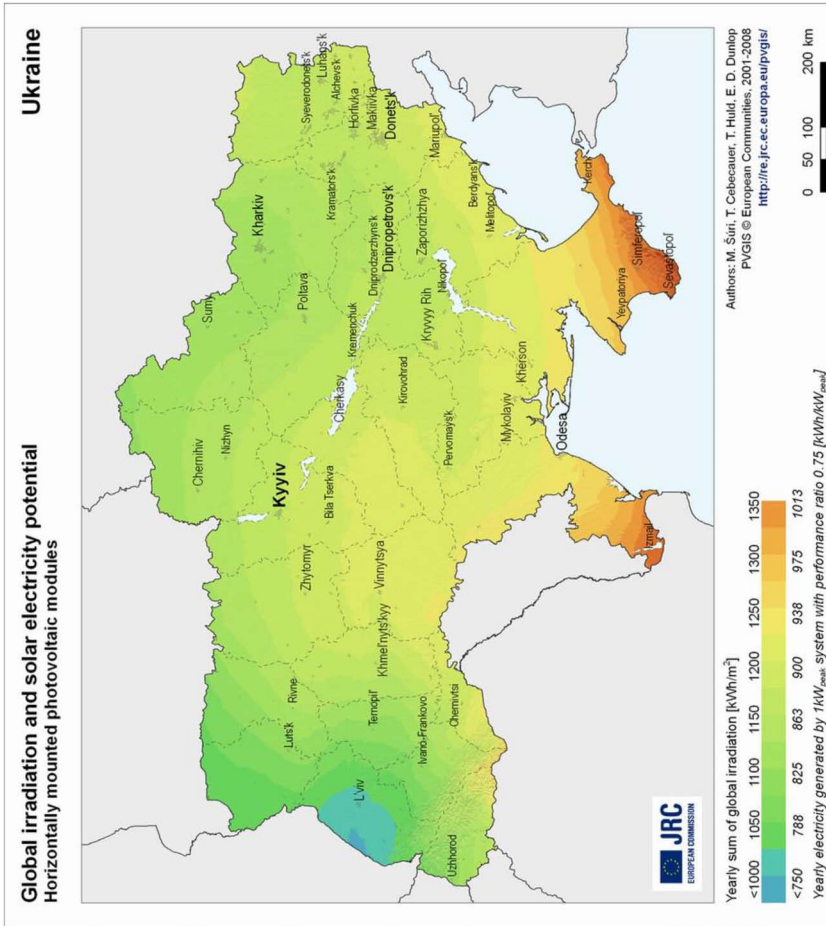 Global irradiation and solar electricity potential
Horizontally mounted photovoltaic modules
Ukraine
Chernihiv
Sumy
Nizhyn
Luts'k
Rivne
Zhytomyr
Kyyiv
Kharkiv
L'viv
Bila Tserkva
Poltava
Syeverodonets'k
Luhans'k
Alchevs'k
Ternopil'
Khmel'nyts'kyy
Vinnytsya
Cherkasy
Kremenchuk
Kramators'k
Horlivka
Makiivka
Donets'k
Dniprodzerzhyns'k
Dnipropetrovs'k
Uzhhorod
Ivano-Frankovo
Chernivtsi
Kirovohrad
Kryvyy Rih
Zaporizhzhya
Nikopol'
Mariupol'
Pervomays'k
Berdyans'k
Melitopol'
Mykolayiv
Kherson
Odesa
Kerch
Izmail
Yevpatoriya
Simferopol'
Sevastopol'
JRC
EUROPEAN COMMISSION
Yearly sum of global irradiation [kWh/m²]
<1000 1050 1100 1150 1200 1250 1300 1350
<750 788 825 863 900 938 975 1013
Yearly electricity generated by 1kWpeak system with performance ratio 0.75 [kWh/kWpeak]
Authors: M. Šúri, T. Cebecauer, T. Huld, E. D. Dunlop
PVGIS © European Communities, 2001-2008
http://re.jrc.ec.europa.eu/pvgis/
0 50 100 200 km